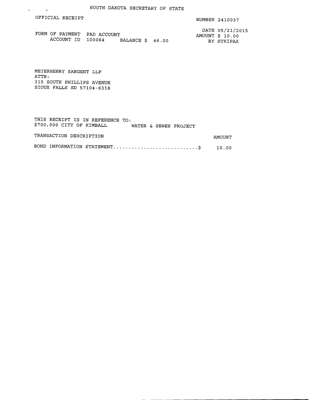 SOUTH DAKOTA SECRETARY OF STATE
OFFICIAL RECEIPT NUMBER 2410037
DATE 05/21/2015
FORM OF PAYMENT PAD ACCOUNT AMOUNT $ 10.00
ACCOUNT ID 100064 BALANCE $ 46.00 BY STRIPAX
MEIERHENRY SARGENT LLP
ATTN:
315 SOUTH PHILLIPS AVENUE
SIOUX FALLS SD 57104-6318
THIS RECEIPT IS IN REFERENCE TO:
$700,000 CITY OF KIMBALL WATER & SEWER PROJECT
TRANSACTION DESCRIPTION AMOUNT
BOND INFORMATION STATEMENT............................$ 10.00